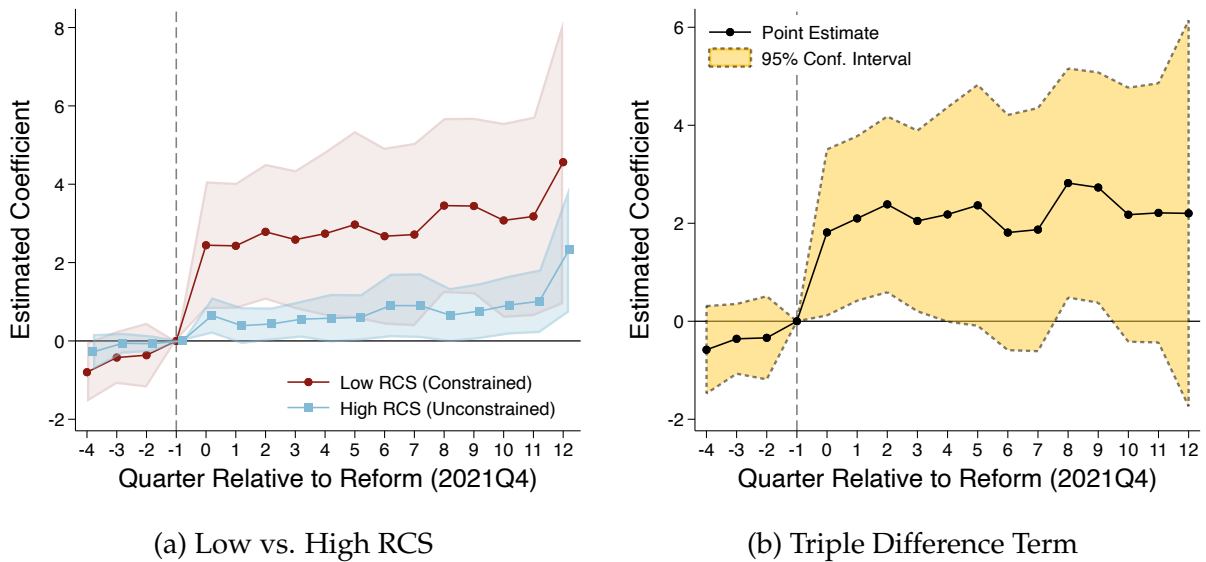 8
6
4
2
0
-2
Estimated Coefficient
Low RCS (Constrained)
High RCS (Unconstrained)
-4 -3 -2 -1 0 1 2 3 4 5 6 7 8 9 10 11 12
Quarter Relative to Reform (2021Q4)
(a) Low vs. High RCS
6
4
2
0
-2
Estimated Coefficient
Point Estimate
95% Conf. Interval
-4 -3 -2 -1 0 1 2 3 4 5 6 7 8 9 10 11 12
Quarter Relative to Reform (2021Q4)
(b) Triple Difference Term